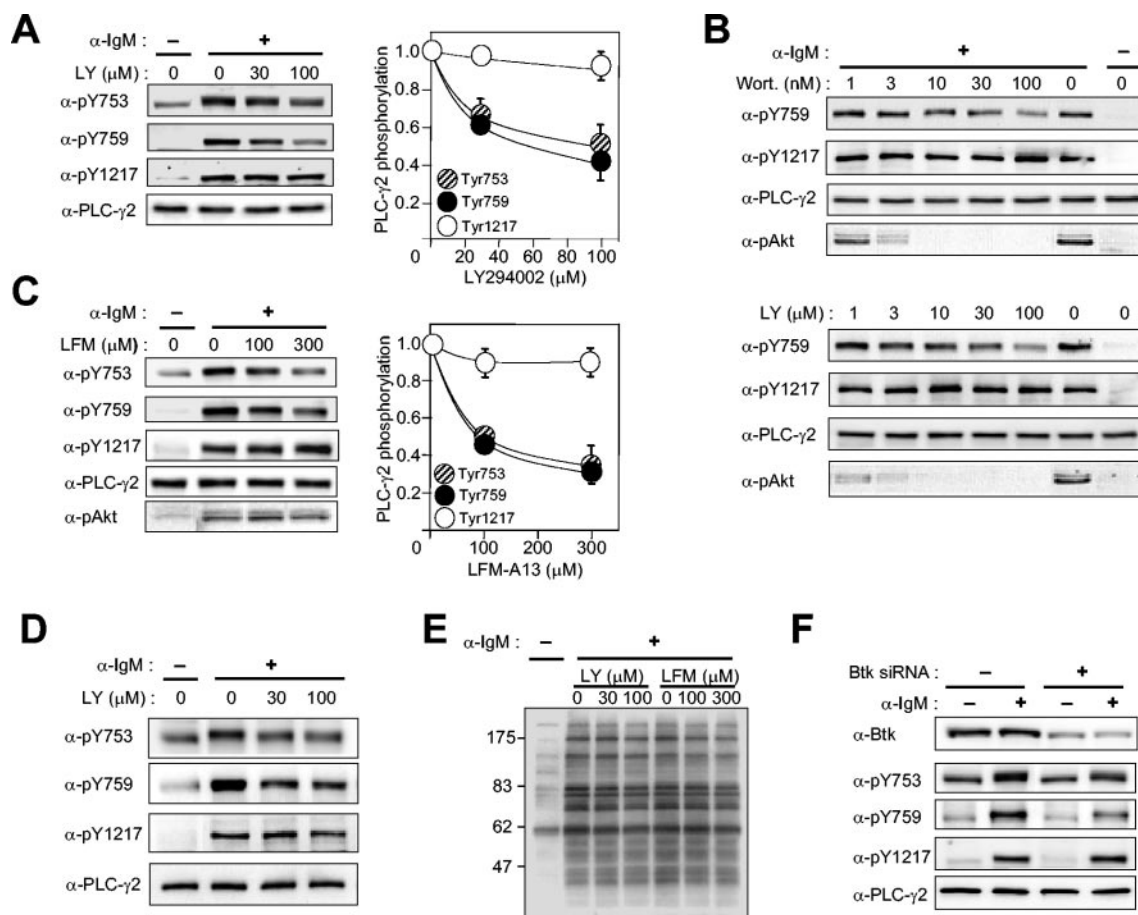 A
α-IgM : − +
LY (μM) : 0 0 30 100
α-pY753
α-pY759
α-pY1217
α-PLC-γ2
PLC-γ2 phosphorylation
1.0
0.8
0.6
0.4
0.2
Tyr753
Tyr759
Tyr1217
0 20 40 60 80 100
LY294002 (μM)
B
α-IgM : + −
Wort. (nM) : 1 3 10 30 100 0 0
α-pY759
α-pY1217
α-PLC-γ2
α-pAkt
LY (μM) : 1 3 10 30 100 0 0
α-pY759
α-pY1217
α-PLC-γ2
α-pAkt
C
α-IgM : − +
LFM (μM) : 0 0 100 300
α-pY753
α-pY759
α-pY1217
α-PLC-γ2
α-pAkt
PLC-γ2 phosphorylation
1.0
0.8
0.6
0.4
0.2
Tyr753
Tyr759
Tyr1217
0 100 200 300
LFM-A13 (μM)
D
α-IgM : − +
LY (μM) : 0 0 30 100
α-pY753
α-pY759
α-pY1217
α-PLC-γ2
E
α-IgM : − +
LY (μM) LFM (μM)
0 30 100 0 100 300
175
83
62
47
F
Btk siRNA : − +
α-IgM : − + − +
α-Btk
α-pY753
α-pY759
α-pY1217
α-PLC-γ2